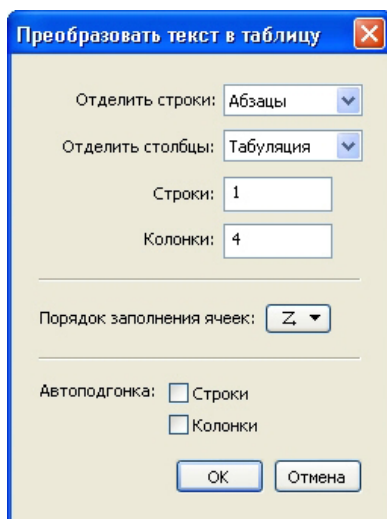 Преобразовать текст в таблицу
Отделить строки: Абзацы
Отделить столбцы: Табуляция
Строки: 1
Колонки: 4
Порядок заполнения ячеек:
Автоподгонка: Строки
Колонки
OK Отмена